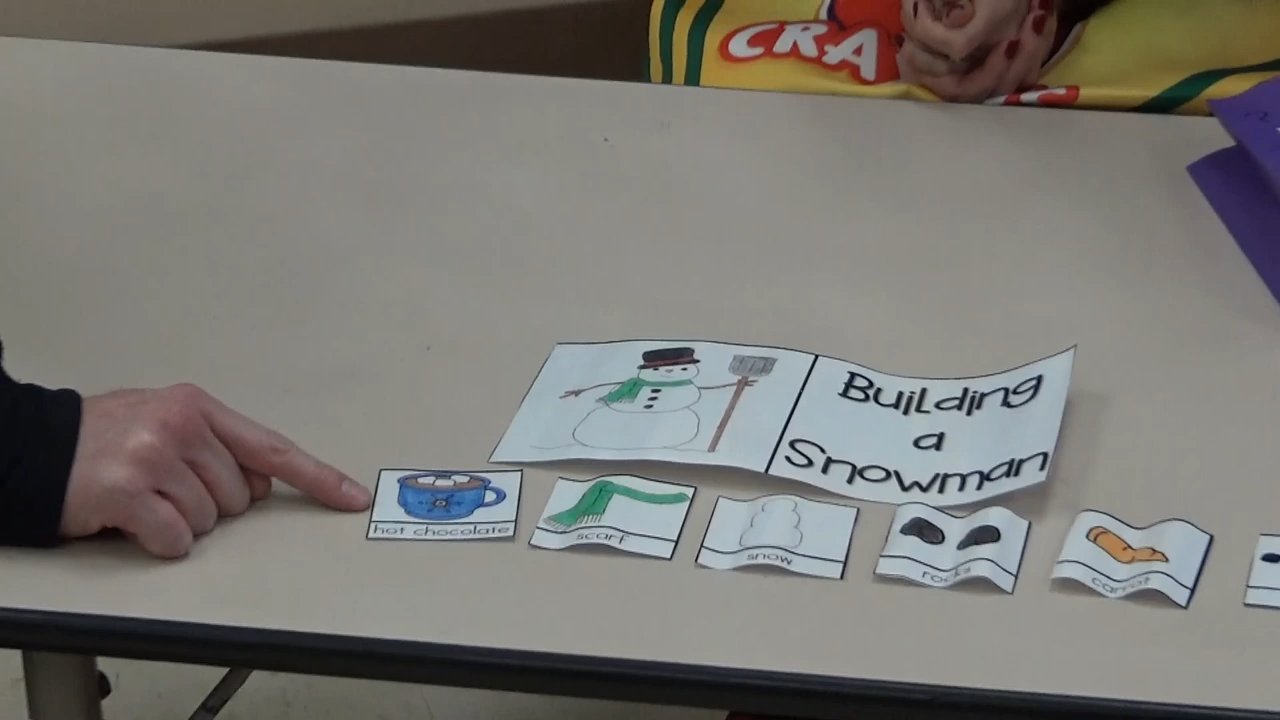 CRA
Building
a
Snowman
hot chocolate
scarf
snow
rocks
carrot